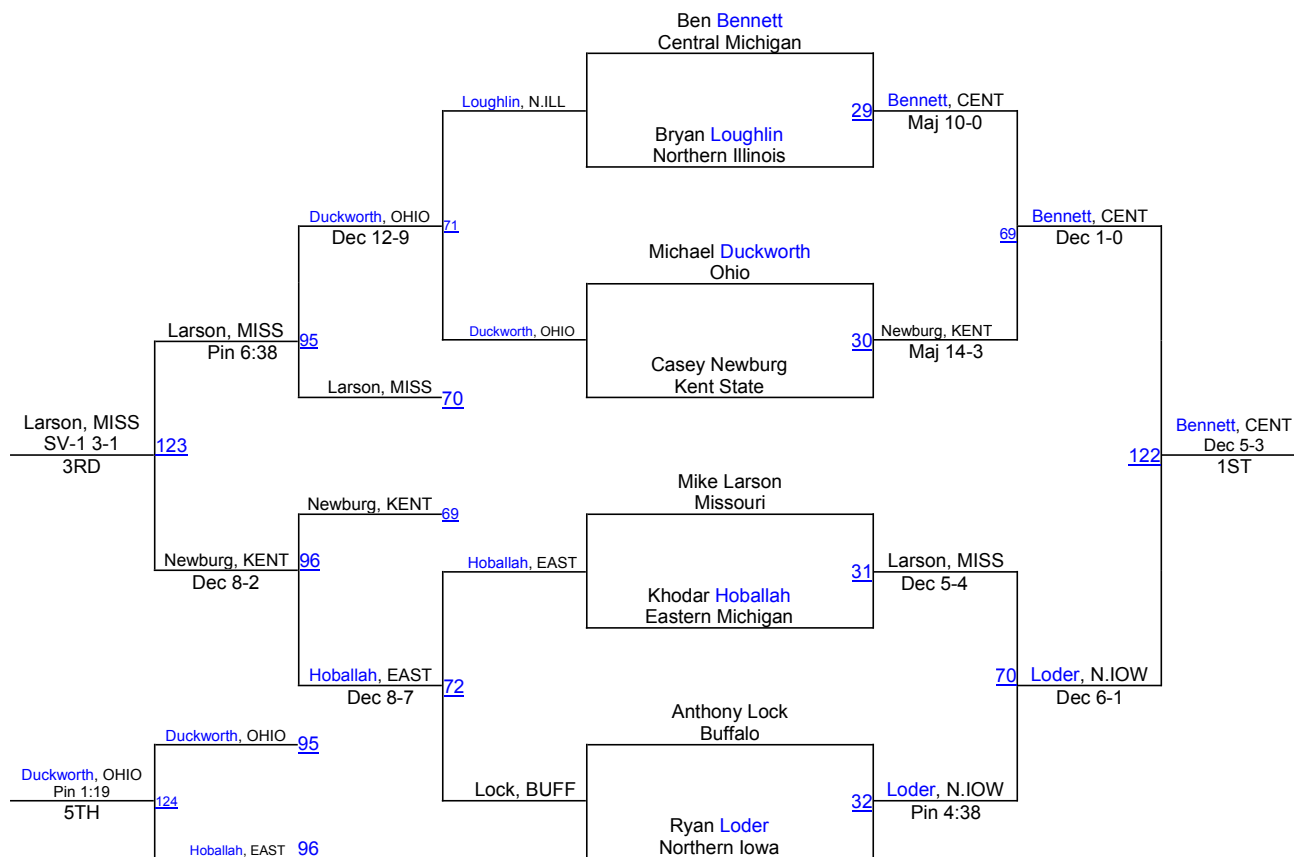 Ben Bennett
Central Michigan
Loughlin, N.ILL
29
Bennett, CENT
Maj 10-0
Bryan Loughlin
Northern Illinois
Duckworth, OHIO
Dec 12-9
71
69
Bennett, CENT
Dec 1-0
Michael Duckworth
Ohio
Larson, MISS
Pin 6:38
95
Duckworth, OHIO
30
Newburg, KENT
Maj 14-3
Casey Newburg
Kent State
Larson, MISS
70
Larson, MISS
SV-1 3-1
3RD
123
122
Bennett, CENT
Dec 5-3
1ST
Mike Larson
Missouri
Newburg, KENT
69
Newburg, KENT
Dec 8-2
96
Hoballah, EAST
31
Larson, MISS
Dec 5-4
Khodar Hoballah
Eastern Michigan
Hoballah, EAST
Dec 8-7
72
70
Loder, N.IOW
Dec 6-1
Anthony Lock
Buffalo
Duckworth, OHIO
95
Duckworth, OHIO
Pin 1:19
5TH
124
Lock, BUFF
32
Loder, N.IOW
Pin 4:38
Ryan Loder
Northern Iowa
Hoballah, EAST
96